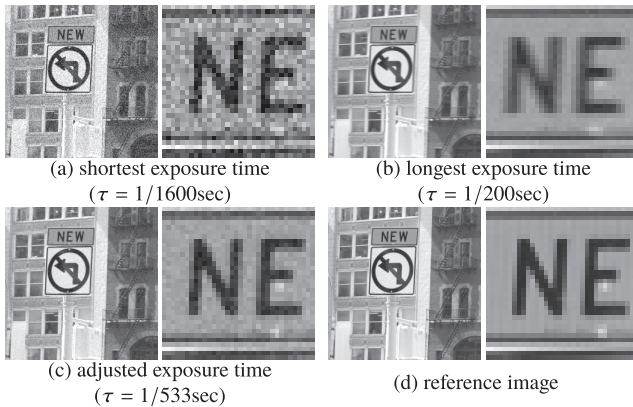 NEW
NE
NEW
NE
(a) shortest exposure time
(τ = 1/1600sec)
(b) longest exposure time
(τ = 1/200sec)
NEW
NE
NEW
NE
(c) adjusted exposure time
(τ = 1/533sec)
(d) reference image